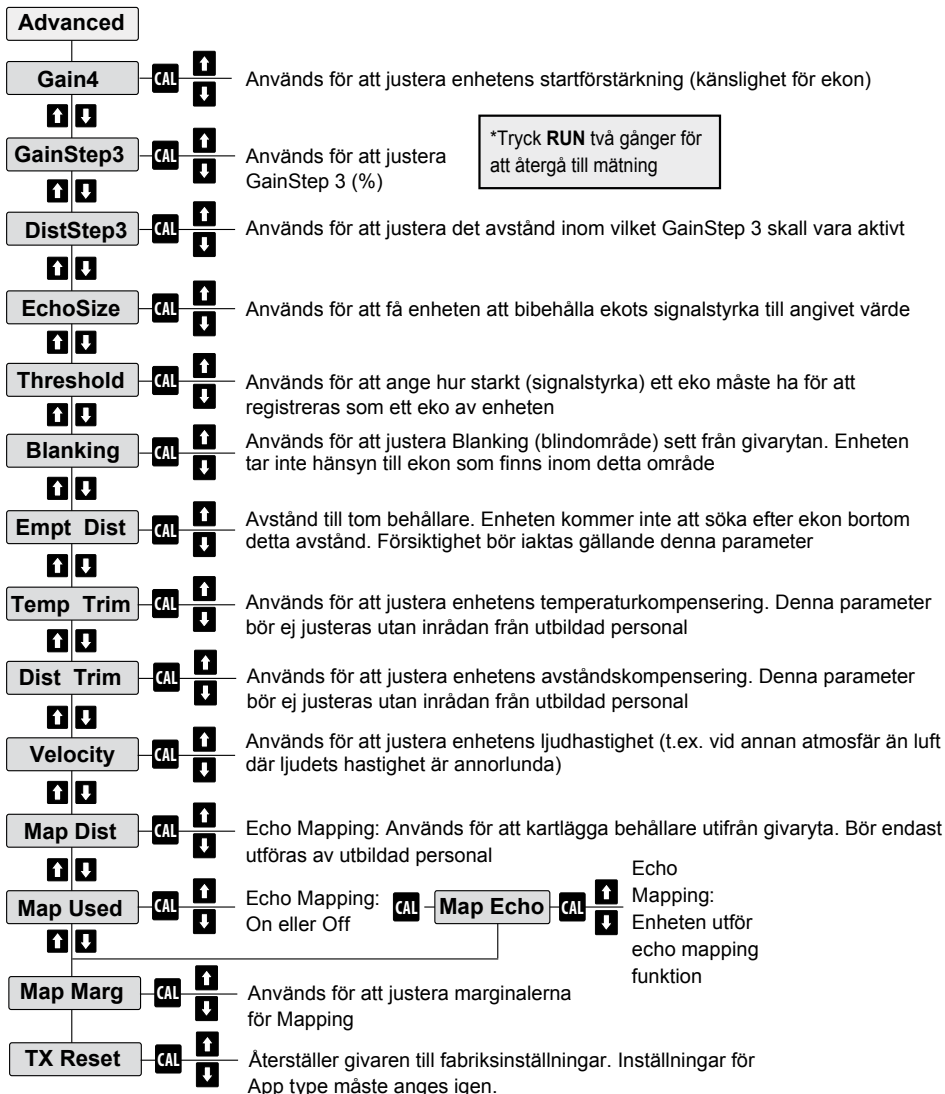 Advanced
Gain4
CAL
Används för att justera enhetens startförstärkning (känslighet för ekon)
GainStep3
CAL
Används för att justera
GainStep 3 (%)
*Tryck RUN två gånger för
att återgå till mätning
DistStep3
CAL
Används för att justera det avstånd inom vilket GainStep 3 skall vara aktivt
EchoSize
CAL
Används för att få enheten att bibehålla ekots signalstyrka till angivet värde
Threshold
CAL
Används för att ange hur starkt (signalstyrka) ett eko måste ha för att
registreras som ett eko av enheten
Blanking
CAL
Används för att justera Blanking (blindområde) sett från givarytan. Enheten
tar inte hänsyn till ekon som finns inom detta område
Empt Dist
CAL
Avstånd till tom behållare. Enheten kommer inte att söka efter ekon bortom
detta avstånd. Försiktighet bör iaktas gällande denna parameter
Temp Trim
CAL
Används för att justera enhetens temperaturkompensering. Denna parameter
bör ej justeras utan inrådan från utbildad personal
Dist Trim
CAL
Används för att justera enhetens avståndskompensering. Denna parameter
bör ej justeras utan inrådan från utbildad personal
Velocity
CAL
Används för att justera enhetens ljudhastighet (t.ex. vid annan atmosfär än luft
där ljudets hastighet är annorlunda)
Map Dist
CAL
Echo Mapping: Används för att kartlägga behållare utifrån givaryta. Bör endast
utföras av utbildad personal
Map Used
CAL
Echo Mapping:
On eller Off
CAL
Map Echo
CAL
Echo
Mapping:
Enheten utför
echo mapping
funktion
Map Marg
CAL
Används för att justera marginalerna
för Mapping
TX Reset
CAL
Återställer givaren till fabriksinställningar. Inställningar för
App type måste anges igen.